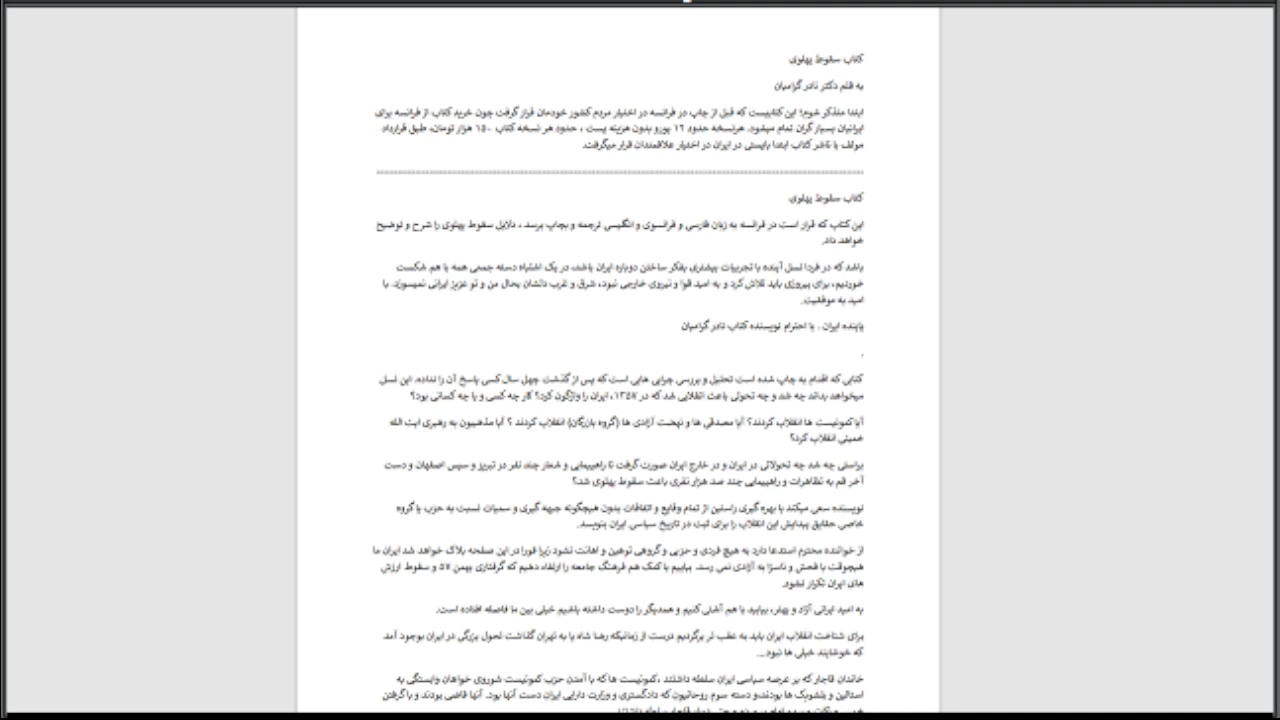 کتاب سقوط پهلوی
به قلم دکتر نادر گرامیان
ابتدا متذکر شوم! این کتابیست که قبل از چاپ در فرانسه در اختیار مردم کشور خودمان قرار گرفت چون خرید کتاب از فرانسه برای
ایرانیان بسیار گران تمام میشود. هرنسخه حدود ۱۲ یورو بدون هزینه پست ، حدود هر نسخه کتاب ۱۵۰ هزار تومان، طبق قرارداد
مولف با ناشر کتاب ابتدا بایستی در ایران در اختیار علاقمندان قرار میگرفت.
کتاب سقوط پهلوی
این کتاب که قرار است در فرانسه به زبان فارسی و فرانسوی و انگلیسی ترجمه و بچاپ برسد ، دلایل سقوط پهلوی را شرح و توضیح
خواهد داد.
باشد که در فردا نسل آینده با تجربیات بیشتری بفکر ساختن دوباره ایران باشد، در یک اشتباه دسته جمعی همه با هم شکست
خوردیم، برای پیروزی باید تلاش کرد و به امید قوا و نیروی خارجی نبود، شرق و غرب دلشان بحال من و تو عزیز ایرانی نمیسوزد. با
امید به موفقیت.
پاینده ایران . با احترام نویسنده کتاب نادر گرامیان
.
کتابی که اقدام به چاپ شده است تحلیل و بررسی چرایی هایی است که پس از گذشت چهل سال کسی پاسخ آن را نداده، این نسل
میخواهد بداند چه شد و چه تحولی باعث انقلابی شد که در ۱۳۵۷، ایران را واژگون کرد؟ کار چه کسی و یا چه کسانی بود؟
آیا کمونیست ها انقلاب کردند؟ آیا مصدقی ها و نهضت آزادی ها (گروه بازرگان) انقلاب کردند ؟ آیا مذهبیون به رهبری ایت الله
خمینی انقلاب کرد؟
براستی چه شد چه تحولاتی در ایران و در خارج ایران صورت گرفت تا راهپیمایی و شعار چند نفر در تبریز و سپس اصفهان و دست
آخر قم به تظاهرات و راهپیمایی چند صد هزار نفری باعث سقوط پهلوی شد؟
نویسنده سعی میکند با بهره گیری راستین از تمام وقایع و اتفاقات بدون هیچگونه جبهه گیری و سمپات نسبت به حزب یا گروه
خاصی حقایق پیدایش این انقلاب را برای ثبت در تاریخ سیاسی ایران بنویسد.
از خواننده محترم استدعا دارد به هیچ فردی و حزبی و گروهی توهین و اهانت نشود زیرا فورا در این صفحه بلاک خواهد شد ایران ما
هیچوقت با فحش و ناسزا به آزادی نمی رسد. بیاییم با کمک هم فرهنگ جامعه را ارتقاء دهیم که گرفتاری بهمن ۵۷ و سقوط ارزش
های ایران تکرار نشود.
به امید ایرانی آزاد و بهتر، بیایید با هم آشتی کنیم و همدیگر را دوست داشته باشیم خیلی بین ما فاصله افتاده است.
برای شناخت انقلاب ایران باید به عقب تر برگردیم درست از زمانیکه رضا شاه پا به تهران گذاشت تحول بزرگی در ایران بوجود آمد
که خوشایند خیلی ها نبود...
خاندان قاجار که بر عرصه سیاسی ایران سلطه داشتند ،کمونیست ها که با آمدن حزب کمونیست شوروی خواهان وابستگی به
استالین و بلشویک ها بودند،و دسته سوم روحانیون که دادگستری و وزارت دارایی ایران دست آنها بود. آنها قاضی بودند و با گرفتن